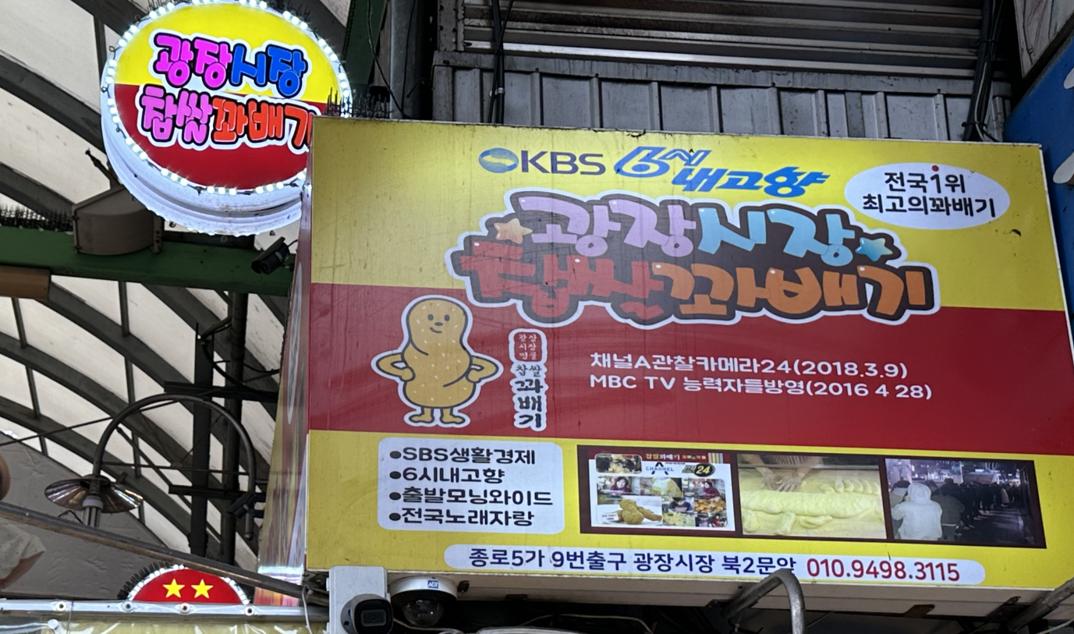 광장시장
찹쌀꽈배기
KBS 6시 내고향
전국1위
최고의꽈배기
광장시장
찹쌀꽈배기
광장
시장
명물
찹쌀
꽈배기
채널A관찰카메라24(2018.3.9)
MBC TV 능력자들방영(2016 4 28)
●SBS생활경제
●6시내고향
●출발모닝와이드
●전국노래자랑
CHANNEL A
24
종로5가 9번출구 광장시장 북2문앞 010.9498.3115